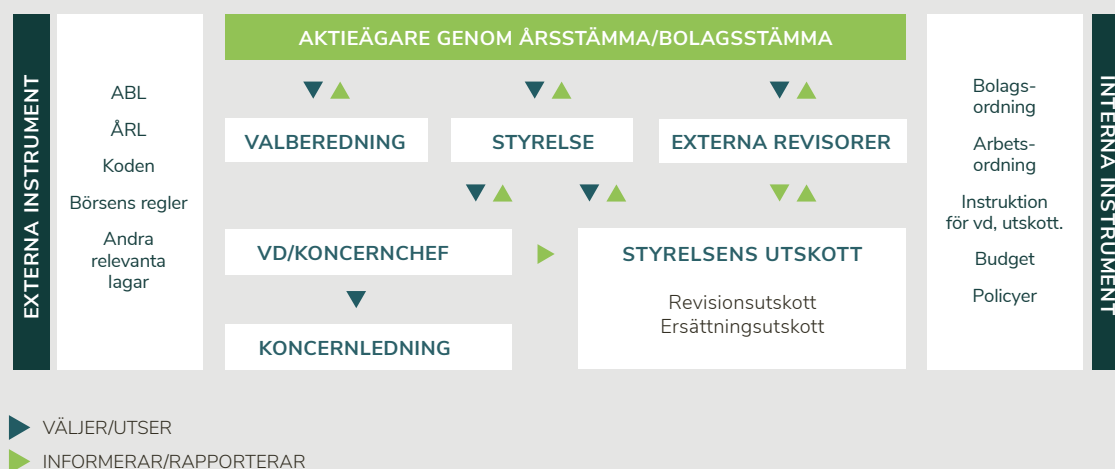 EXTERNA INSTRUMENT
ABL
ÅRL
Koden
Börsens regler
Andra
relevanta
lagar
AKTIEÄGARE GENOM ÅRSSTÄMMA/BOLAGSSTÄMMA
VALBEREDNING
STYRELSE
EXTERNA REVISORER
VD/KONCERNCHEF
KONCERNLEDNING
STYRELSENS UTSKOTT
Revisionsutskott
Ersättningsutskott
Bolags-
ordning
Arbets-
ordning
Instruktion
för vd, utskott.
Budget
Policyer
INTERNA INSTRUMENT
VÄLJER/UTSER
INFORMERAR/RAPPORTERAR